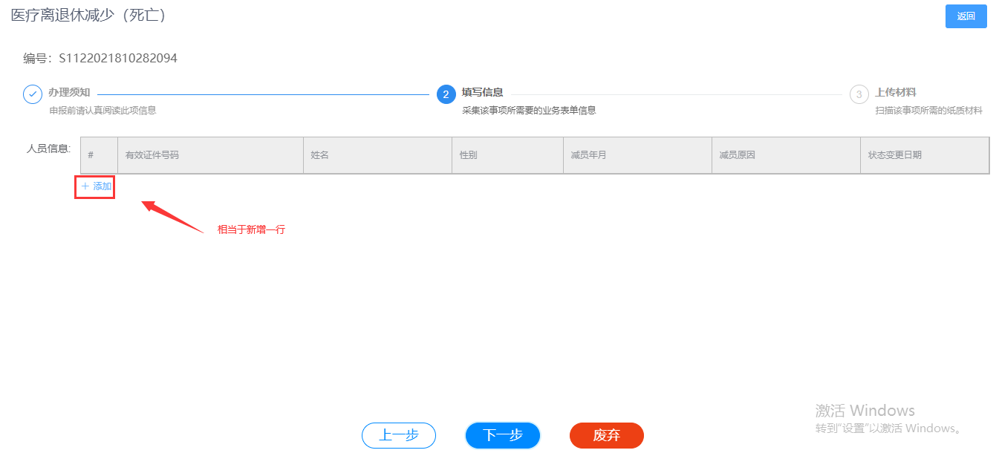 医疗离退休减少（死亡）
返回
编号：S1122021810282094
办理须知
申报前请认真阅读此项信息
2
填写信息
采集该事项所需要的业务表单信息
3
上传材料
扫描该事项所需的纸质材料
人员信息:
# 有效证件号码 姓名 性别 减员年月 减员原因 状态变更日期
+ 添加
相当于新增一行
激活 Windows
转到“设置”以激活 Windows。
上一步 下一步 废弃